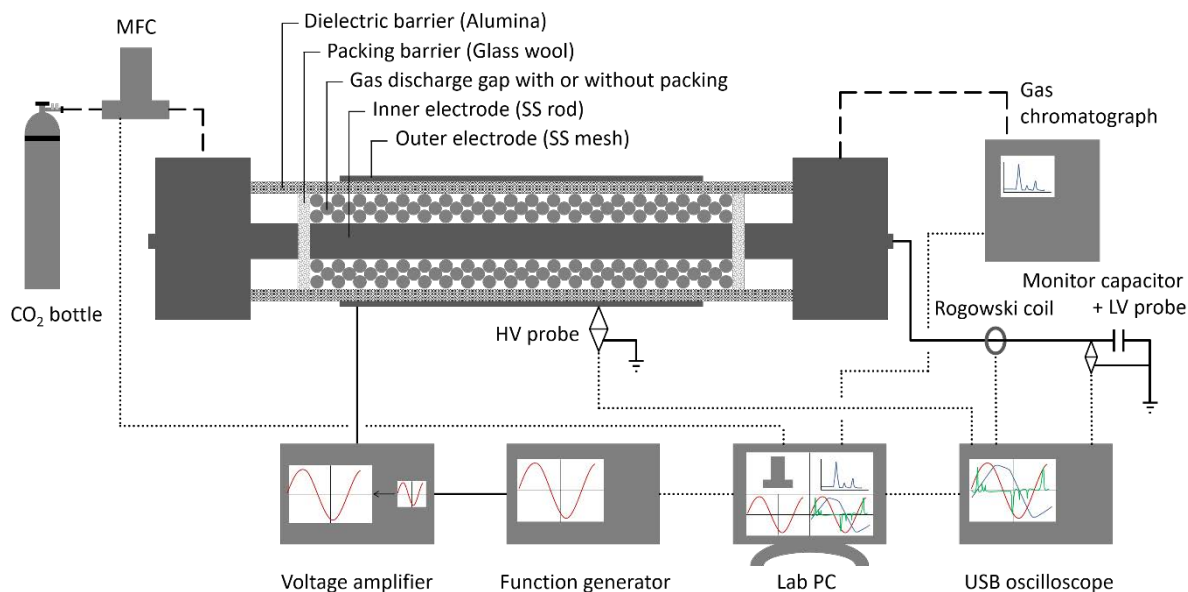 MFC
Dielectric barrier (Alumina)
Packing barrier (Glass wool)
Gas discharge gap with or without packing
Inner electrode (SS rod)
Outer electrode (SS mesh)
Gas
chromatograph
CO₂ bottle
HV probe
Rogowski coil
Monitor capacitor
+ LV probe
Voltage amplifier
Function generator
Lab PC
USB oscilloscope